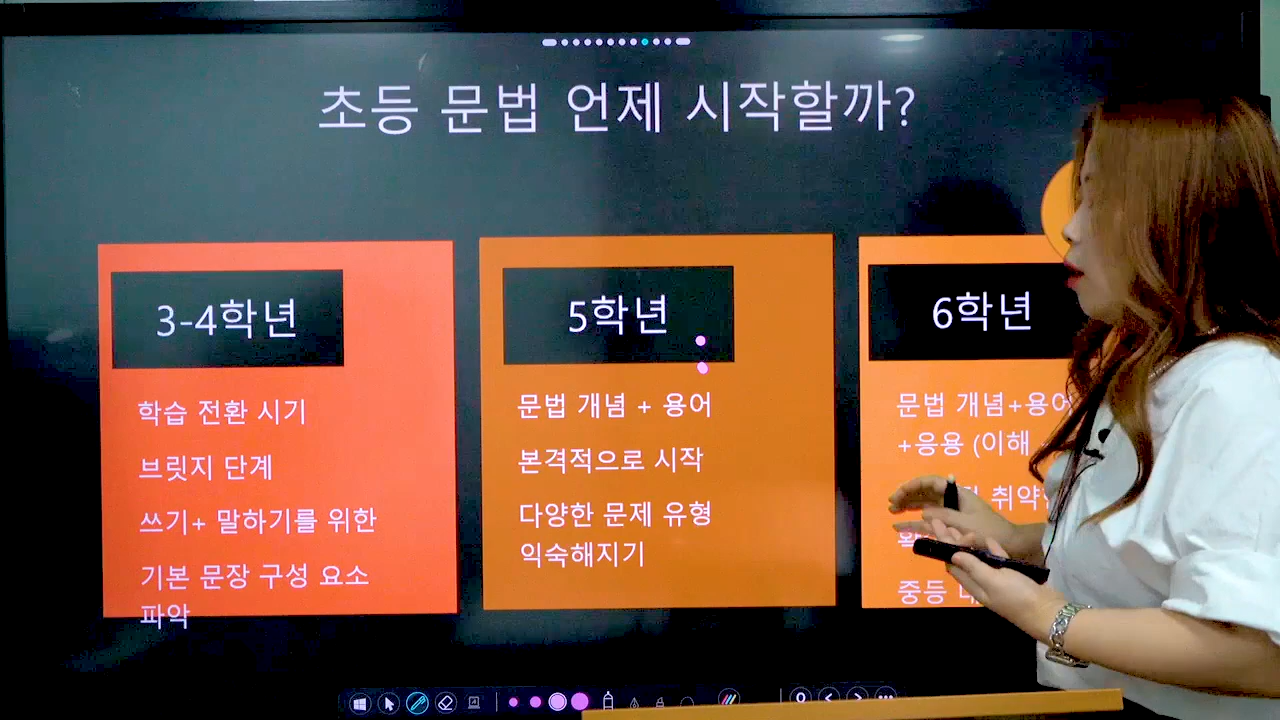 초등 문법 언제 시작할까?
3-4학년
학습 전환 시기
브릿지 단계
쓰기+ 말하기를 위한
기본 문장 구성 요소
파악
5학년
문법 개념 + 용어
본격적으로 시작
다양한 문제 유형
익숙해지기
6학년
문법 개념+용어
+응용 (이해
중등